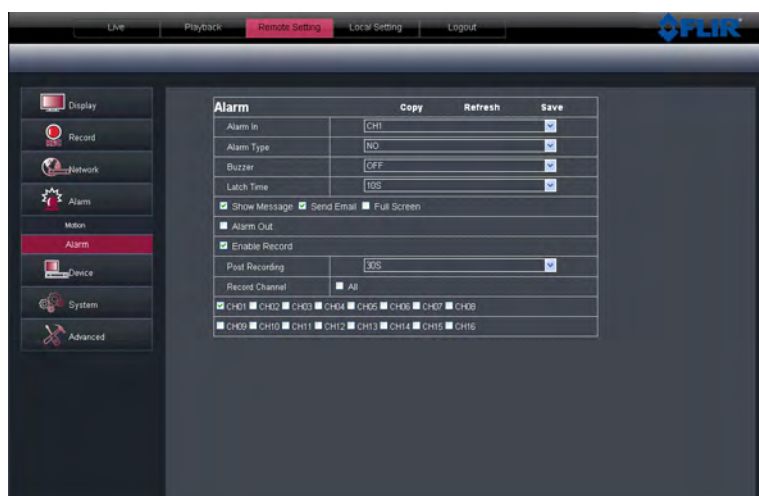 Live Playback Remote Setting Local Setting Logout FLIR
Display
Record
Network
Alarm
Motion
Alarm
Device
System
Advanced
Alarm Copy Refresh Save
Alarm In CH1
Alarm Type NO
Buzzer OFF
Latch Time 10S
Show Message Send Email Full Screen
Alarm Out
Enable Record
Post Recording 30S
Record Channel All
CH01 CH02 CH03 CH04 CH05 CH06 CH07 CH08
CH09 CH10 CH11 CH12 CH13 CH14 CH15 CH16